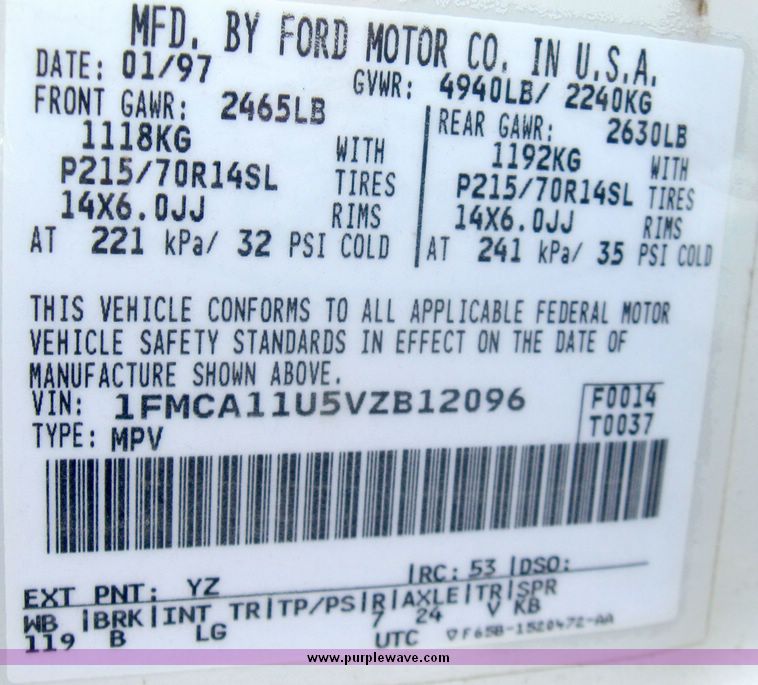 MFD. BY FORD MOTOR CO. IN U.S.A.
DATE: 01/97 GVWR: 4940LB/ 2240KG
FRONT GAWR: 2465LB REAR GAWR: 2630LB
1118KG WITH 1192KG WITH
P215/70R14SL TIRES P215/70R14SL TIRES
14X6.0JJ RIMS 14X6.0JJ RIMS
AT 221 kPa/ 32 PSI COLD AT 241 kPa/ 35 PSI COLD
THIS VEHICLE CONFORMS TO ALL APPLICABLE FEDERAL MOTOR
VEHICLE SAFETY STANDARDS IN EFFECT ON THE DATE OF
MANUFACTURE SHOWN ABOVE.
VIN: 1FMCA11U5VZB12096 F0014
TYPE: MPV T0037
EXT PNT: YZ |RC: 53 |DSO:
WB |BRK|INT TR|TP/PS|R|AXLE|TR|SPR
119 B LG 7 24 V KB
UTC ▽F65B-1520472-AA
www.purplewave.com